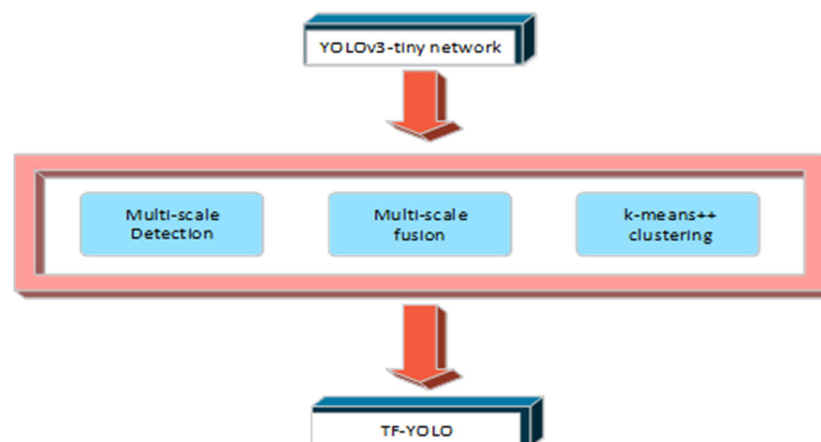 YOLOv3-tiny network
Multi-scale
Detection
Multi-scale
fusion
k-means++
clustering
TF-YOLO